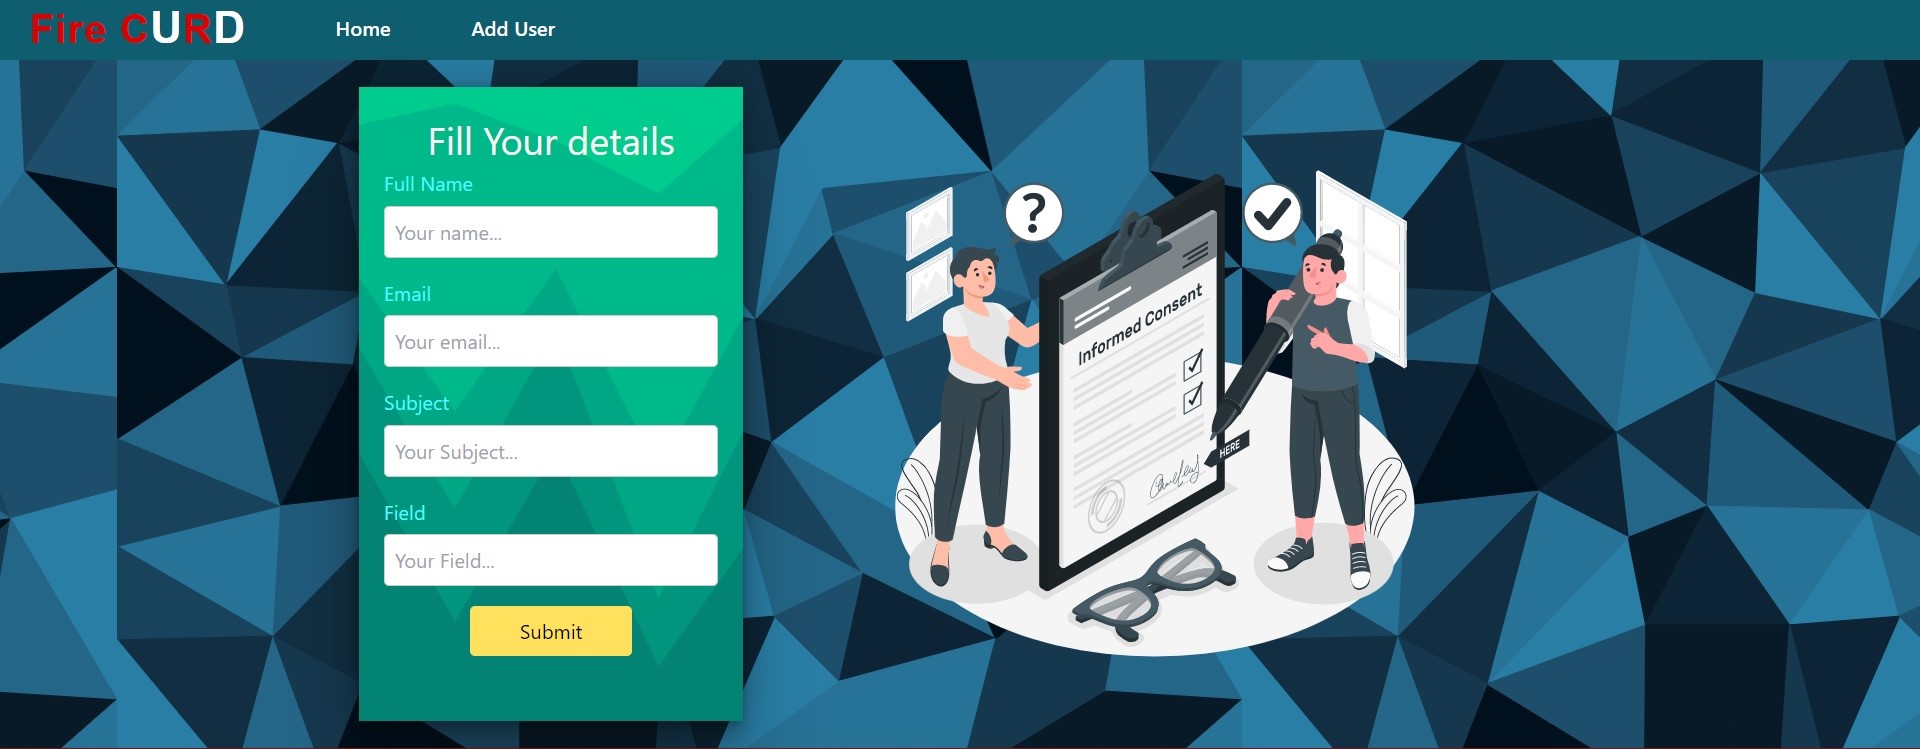 Fire CURD
Home
Add User
Fill Your details
Full Name
Your name...
Email
Your email...
Subject
Your Subject...
Field
Your Field...
Submit
Informed Consent
HERE